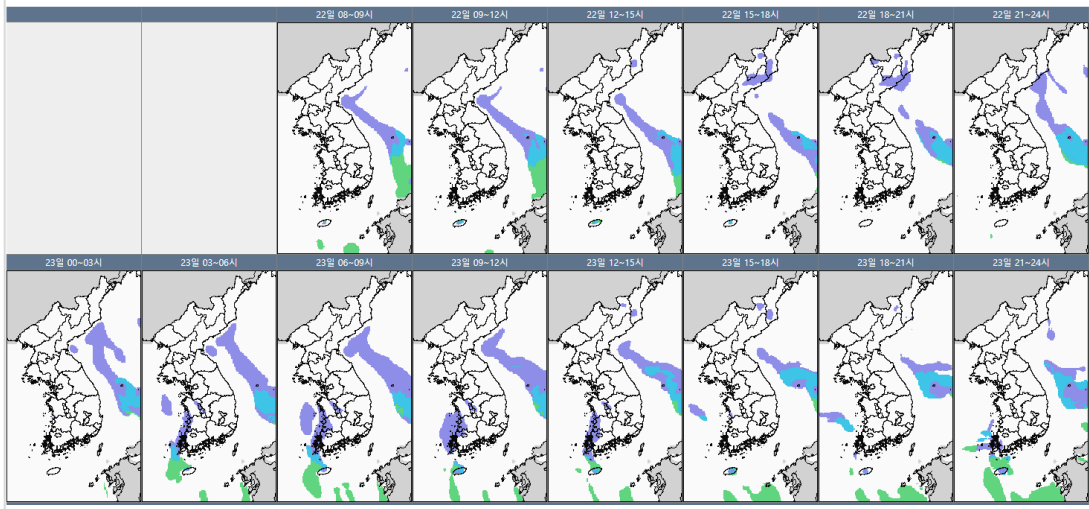 22일 08~09시
22일 09~12시
22일 12~15시
22일 15~18시
22일 18~21시
22일 21~24시
23일 00~03시
23일 03~06시
23일 06~09시
23일 09~12시
23일 12~15시
23일 15~18시
23일 18~21시
23일 21~24시